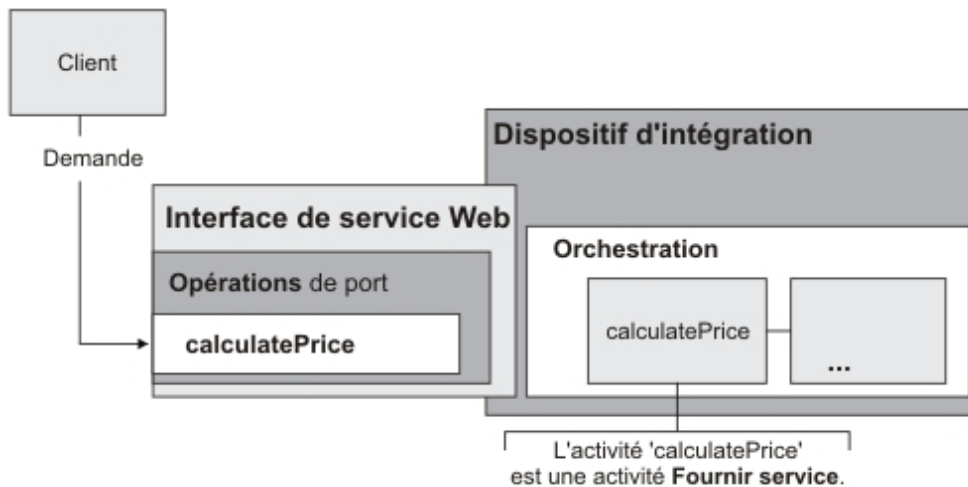 Client
Demande
Dispositif d'intégration
Interface de service Web
Orchestration
Opérations de port
calculatePrice
calculatePrice
...
L'activité 'calculatePrice'
est une activité Fournir service.